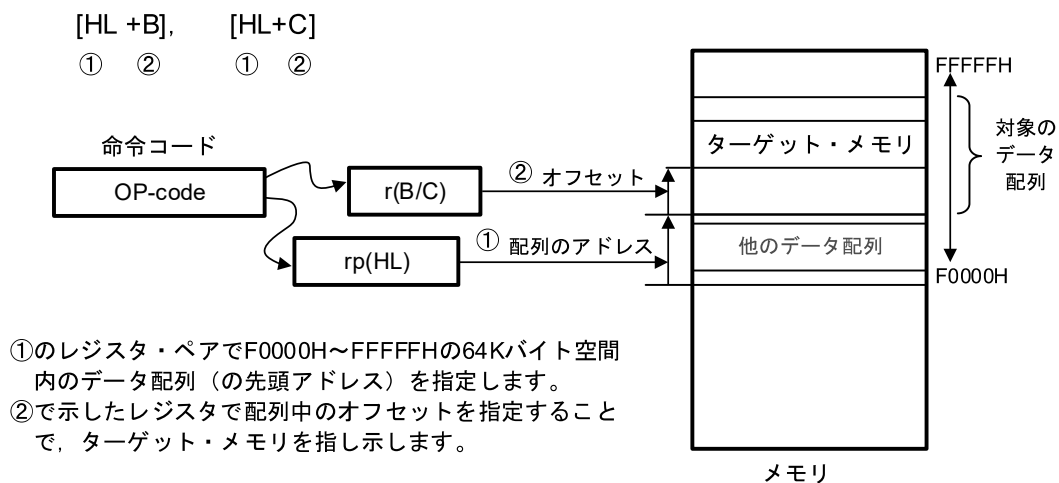 [HL +B],　[HL+C]
①　②　①　②
FFFFFH
対象の
データ
配列
命令コード
ターゲット・メモリ
OP-code
r(B/C)
② オフセット
① 配列のアドレス
rp(HL)
他のデータ配列
F0000H
①のレジスタ・ペアでF0000H～FFFFFHの64Kバイト空間
内のデータ配列（の先頭アドレス）を指定します。
②で示したレジスタで配列中のオフセットを指定すること
で，ターゲット・メモリを指し示します。
メモリ